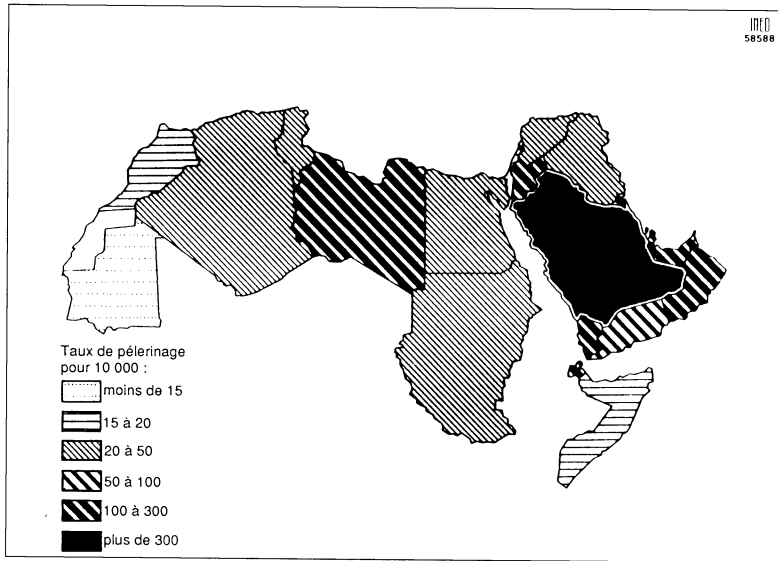 INED
58588
Taux de pélerinage
pour 10 000 :
moins de 15
15 à 20
20 à 50
50 à 100
100 à 300
plus de 300